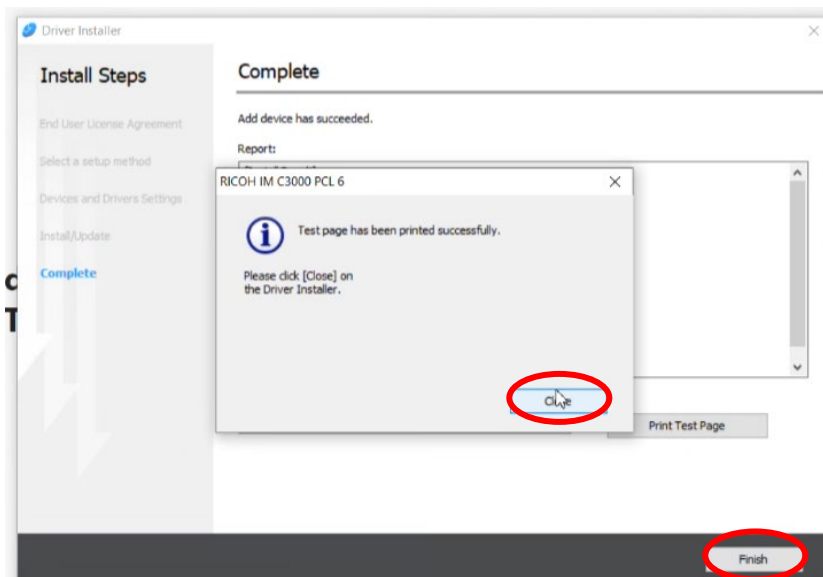 Driver Installer
Install Steps
End User License Agreement
Select a setup method
Devices and Drivers Settings
Install/Update
Complete
Complete
Add device has succeeded.
Report:
RICOH IM C3000 PCL 6
Test page has been printed successfully.
Please click [Close] on
the Driver Installer.
Close
Print Test Page
Finish